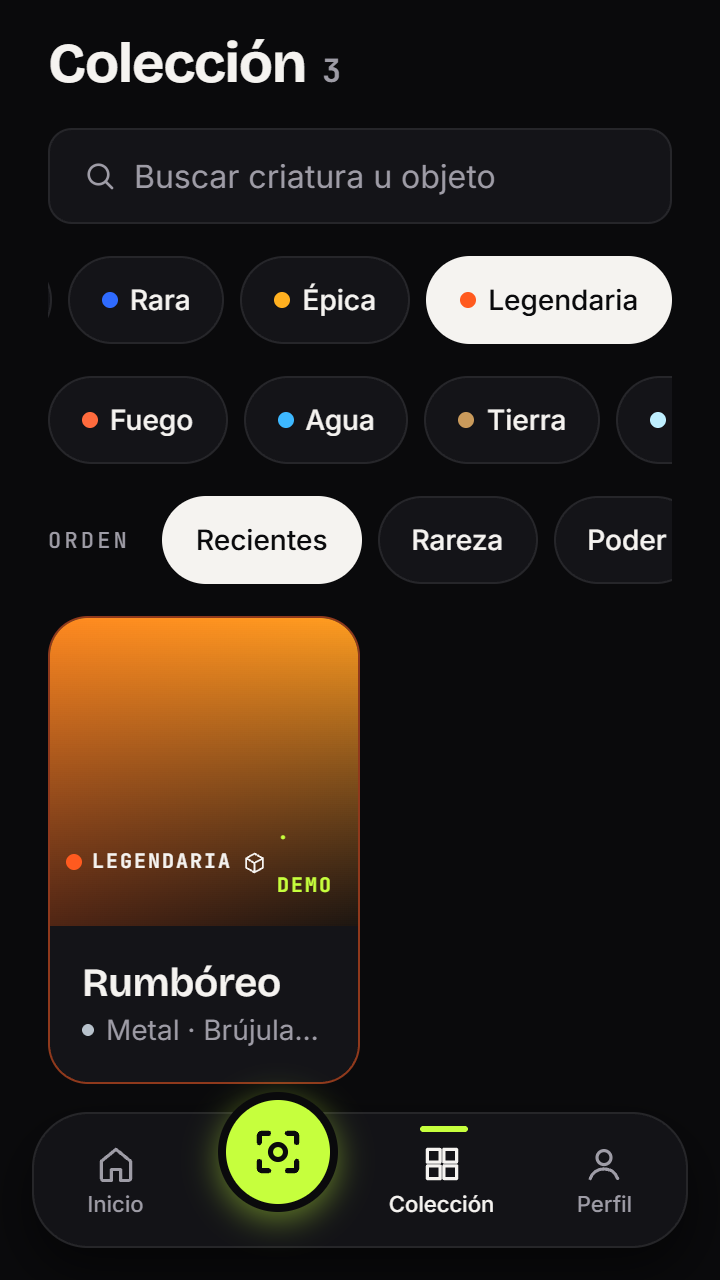 Colección 3
Buscar criatura u objeto
Rara Épica Legendaria
Fuego Agua Tierra
ORDEN Recientes Rareza Poder
LEGENDARIA · DEMO
Rumbóreo
Metal · Brújula...
Inicio Colección Perfil